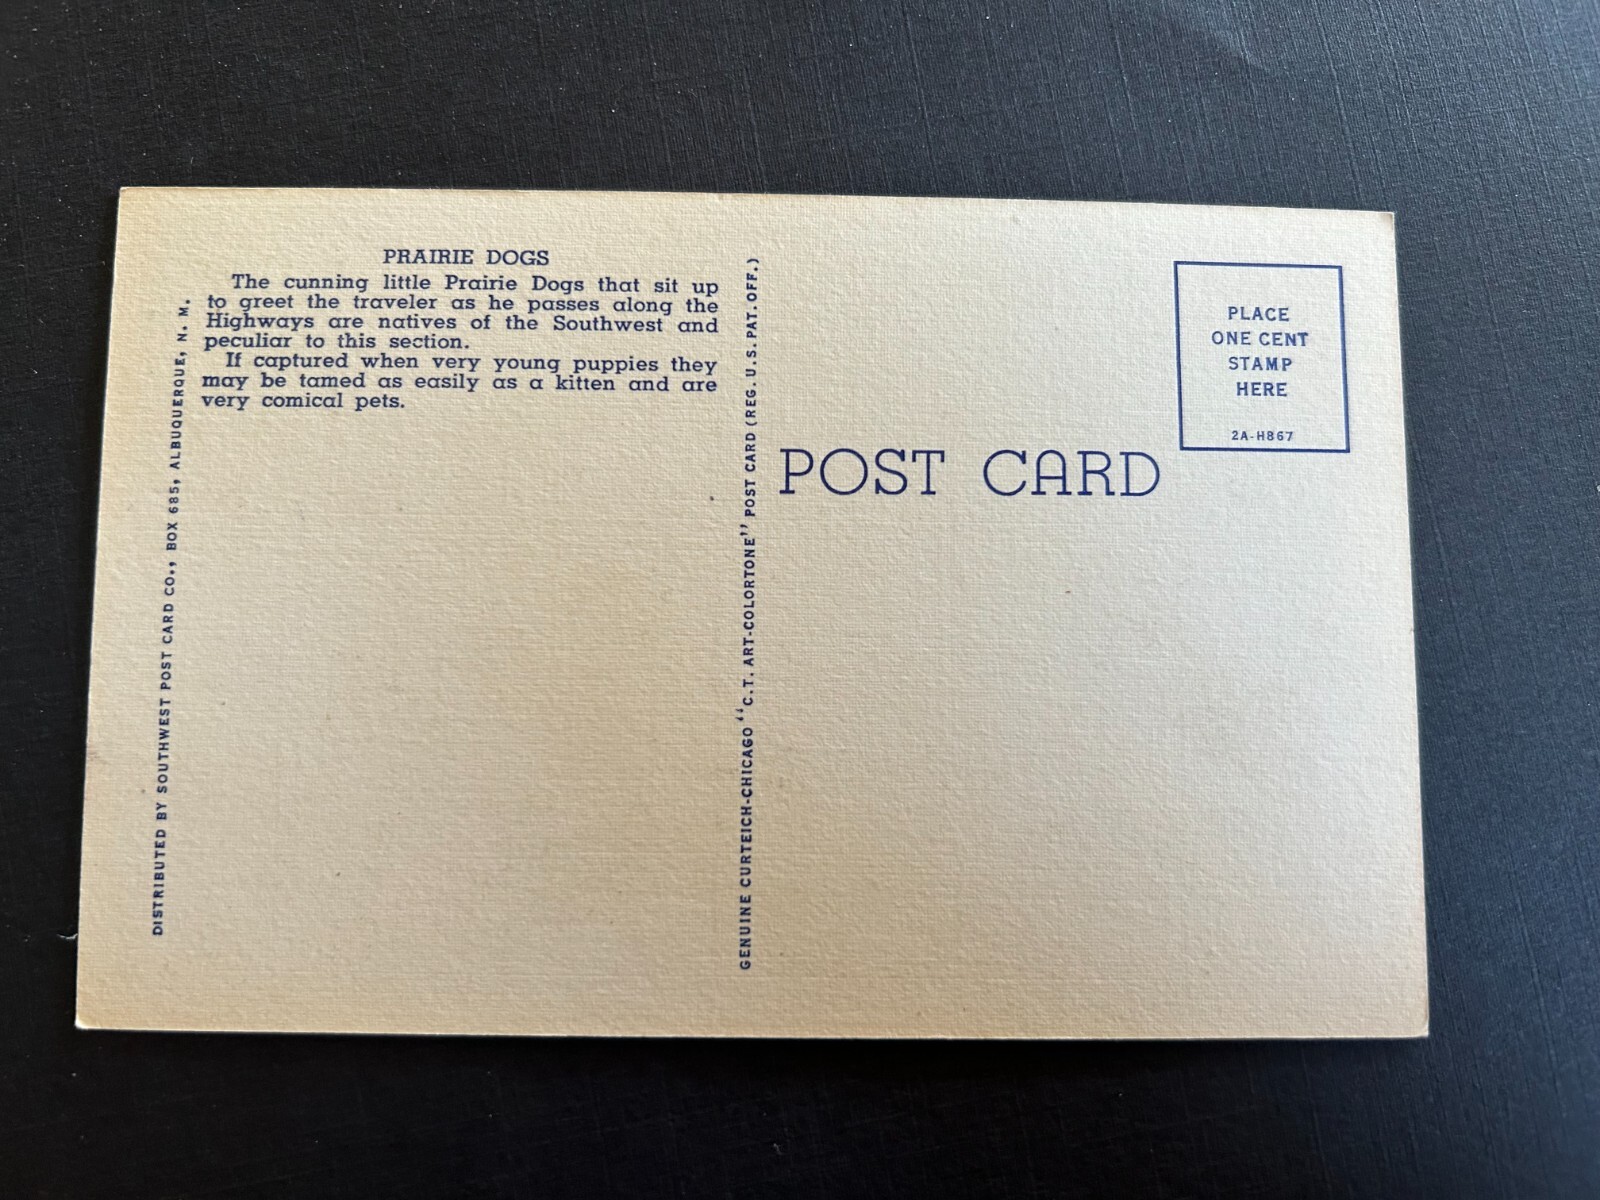 PRAIRIE DOGS
The cunning little Prairie Dogs that sit up
to greet the traveler as he passes along the
Highways are natives of the Southwest and
peculiar to this section.
If captured when very young puppies they
may be tamed as easily as a kitten and are
very comical pets.
DISTRIBUTED BY SOUTHWEST POST CARD CO., BOX 685, ALBUQUERQUE, N. M.
GENUINE CURTEICH-CHICAGO "C.T. ART-COLORTONE" POST CARD (REG. U.S. PAT. OFF.)
POST CARD
PLACE
ONE CENT
STAMP
HERE
2A-H867